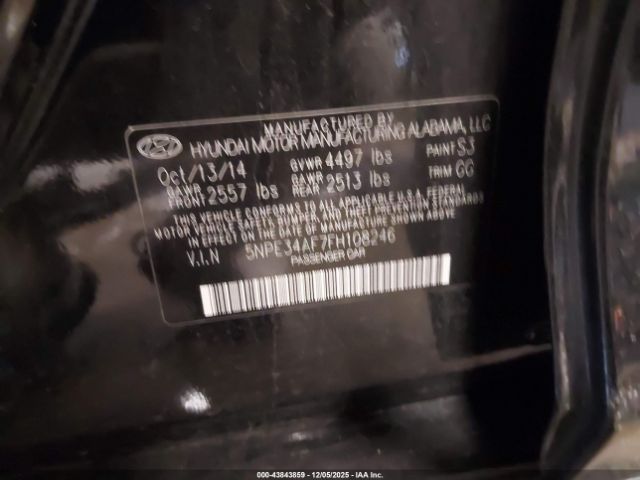 MANUFACTURED BY
HYUNDAI MOTOR MANUFACTURING ALABAMA, LLC
Oct/13/14 GVWR 4497 lbs PAINT S3
GAWR FRONT 2557 lbs GAWR REAR 2513 lbs TRIM GG
THIS VEHICLE CONFORMS TO ALL APPLICABLE U.S.A. FEDERAL
MOTOR VEHICLE SAFETY, BUMPER AND THEFT PREVENTION STANDARDS
IN EFFECT ON THE DATE OF MANUFACTURE SHOWN ABOVE.
V.I.N 5NPE34AF7FH108246
PASSENGER CAR
000-43843859 - 12/05/2025 - IAA Inc.